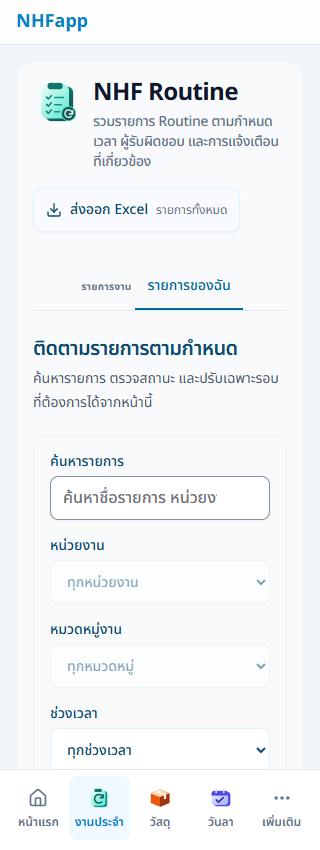 NHFapp
NHF Routine
รวมรายการ Routine ตามกำหนด
เวลา ผู้รับผิดชอบ และการแจ้งเตือน
ที่เกี่ยวข้อง
ส่งออก Excel รายการทั้งหมด
รายการงาน รายการของฉัน
ติดตามรายการตามกำหนด
ค้นหารายการ ตรวจสถานะ และปรับเฉพาะรอบ
ที่ต้องการได้จากหน้านี้
ค้นหารายการ
ค้นหาชื่อรายการ หน่วยง
หน่วยงาน
ทุกหน่วยงาน
หมวดหมู่งาน
ทุกหมวดหมู่
ช่วงเวลา
ทุกช่วงเวลา
หน้าแรก งานประจำ วัสดุ วันลา เพิ่มเติม